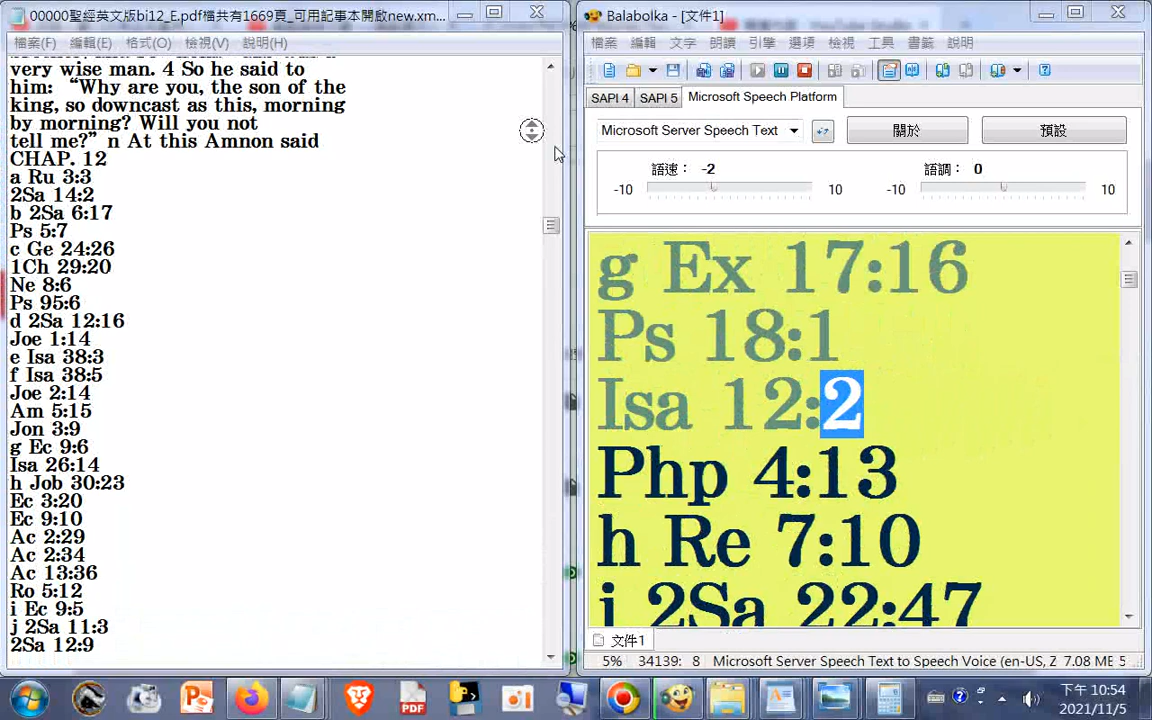 00000聖經英文版bi12_E.pdf檔共有1669頁_可用記事本開啟new.xm...
檔案(F) 編輯(E) 格式(O) 檢視(V) 說明(H)
very wise man. 4 So he said to
him: “Why are you, the son of the
king, so downcast as this, morning
by morning? Will you not
tell me?” n At this Amnon said
CHAP. 12
a Ru 3:3
2Sa 14:2
b 2Sa 6:17
Ps 5:7
c Ge 24:26
1Ch 29:20
Ne 8:6
Ps 95:6
d 2Sa 12:16
Joe 1:14
e Isa 38:3
f Isa 38:5
Joe 2:14
Am 5:15
Jon 3:9
g Ec 9:6
Isa 26:14
h Job 30:23
Ec 3:20
Ec 9:10
Ac 2:29
Ac 2:34
Ac 13:36
Ro 5:12
i Ec 9:5
j 2Sa 11:3
2Sa 12:9
Balabolka - [文件1]
檔案 編輯 文字 朗讀 引擎 選項 檢視 工具 書籤 說明
SAPI 4 SAPI 5 Microsoft Speech Platform
Microsoft Server Speech Text 關於 預設
語速： -2 語調： 0
-10 10 -10 10
g Ex 17:16
Ps 18:1
Isa 12:2
Php 4:13
h Re 7:10
i 2Sa 22:47
文件1
5% 34139: 8 Microsoft Server Speech Text to Speech Voice (en-US, Z 7.08 MB 5
PDF
下午 10:54
2021/11/5